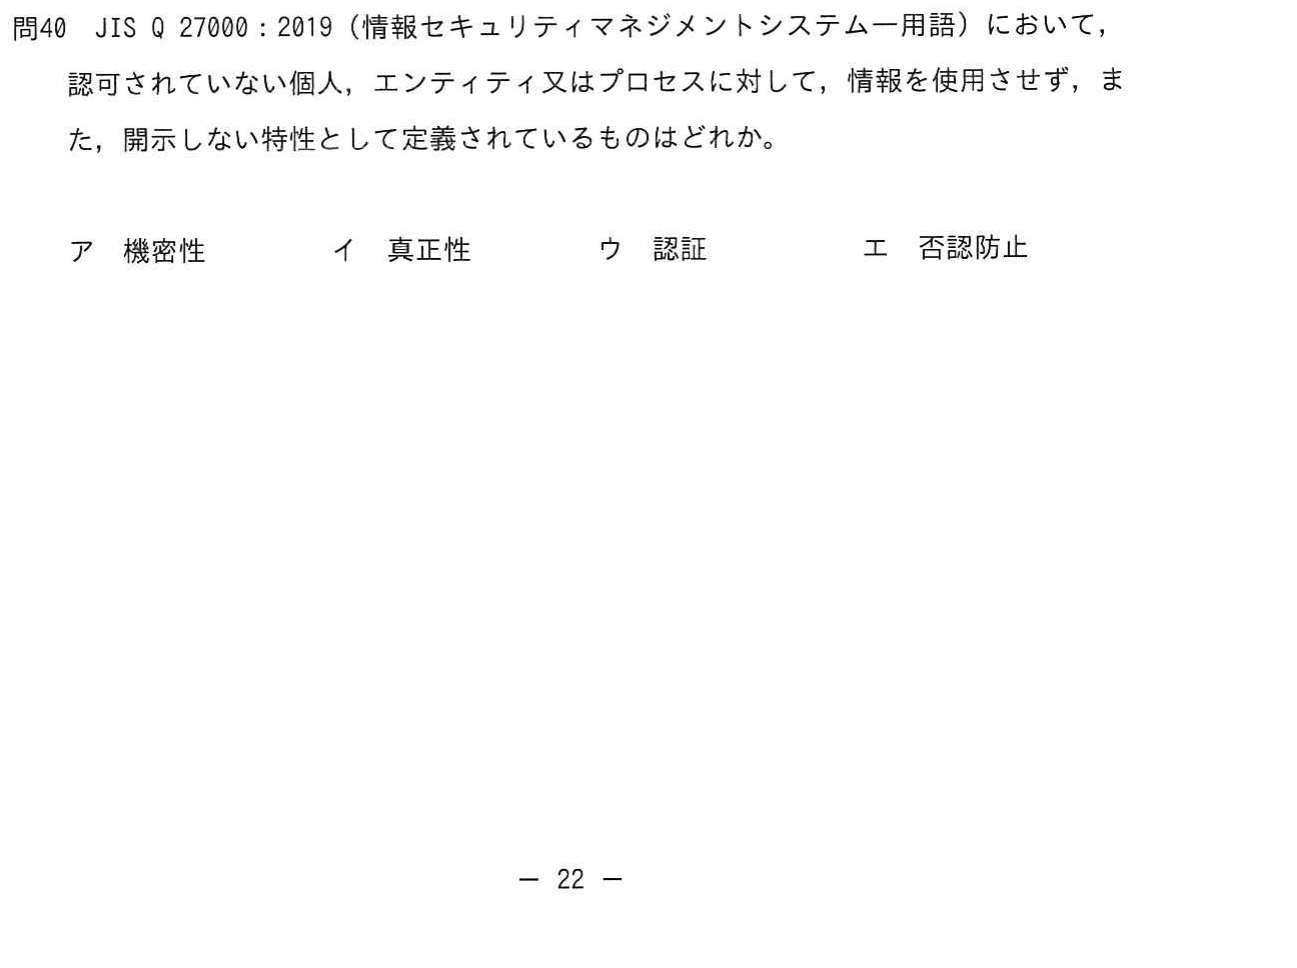 問40　JIS Q 27000：2019（情報セキュリティマネジメントシステム―用語）において，
認可されていない個人，エンティティ又はプロセスに対して，情報を使用させず，ま
た，開示しない特性として定義されているものはどれか。
ア　機密性　イ　真正性　ウ　認証　エ　否認防止
― 22 ―